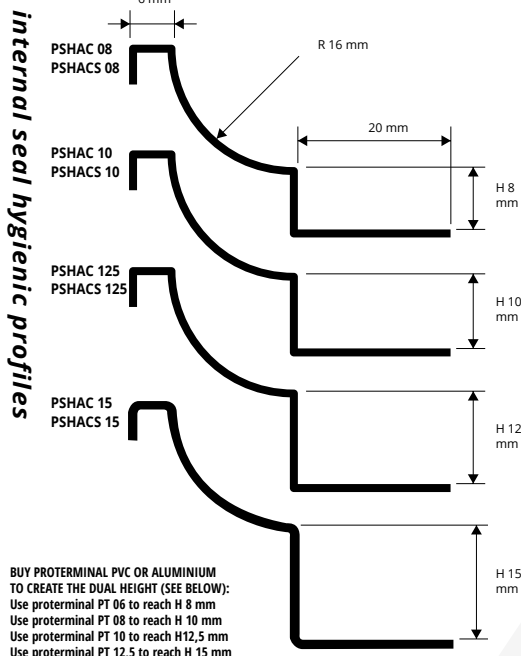 internal seal hygienic profiles
6 mm
PSHAC 08
PSHACS 08
R 16 mm
20 mm
H 8
mm
PSHAC 10
PSHACS 10
H 10
mm
PSHAC 125
PSHACS 125
H 12
mm
PSHAC 15
PSHACS 15
H 15
mm
BUY PROTERMINAL PVC OR ALUMINIUM
TO CREATE THE DUAL HEIGHT (SEE BELOW):
Use proterminal PT 06 to reach H 8 mm
Use proterminal PT 08 to reach H 10 mm
Use proterminal PT 10 to reach H12,5 mm
Use proterminal PT 12,5 to reach H 15 mm